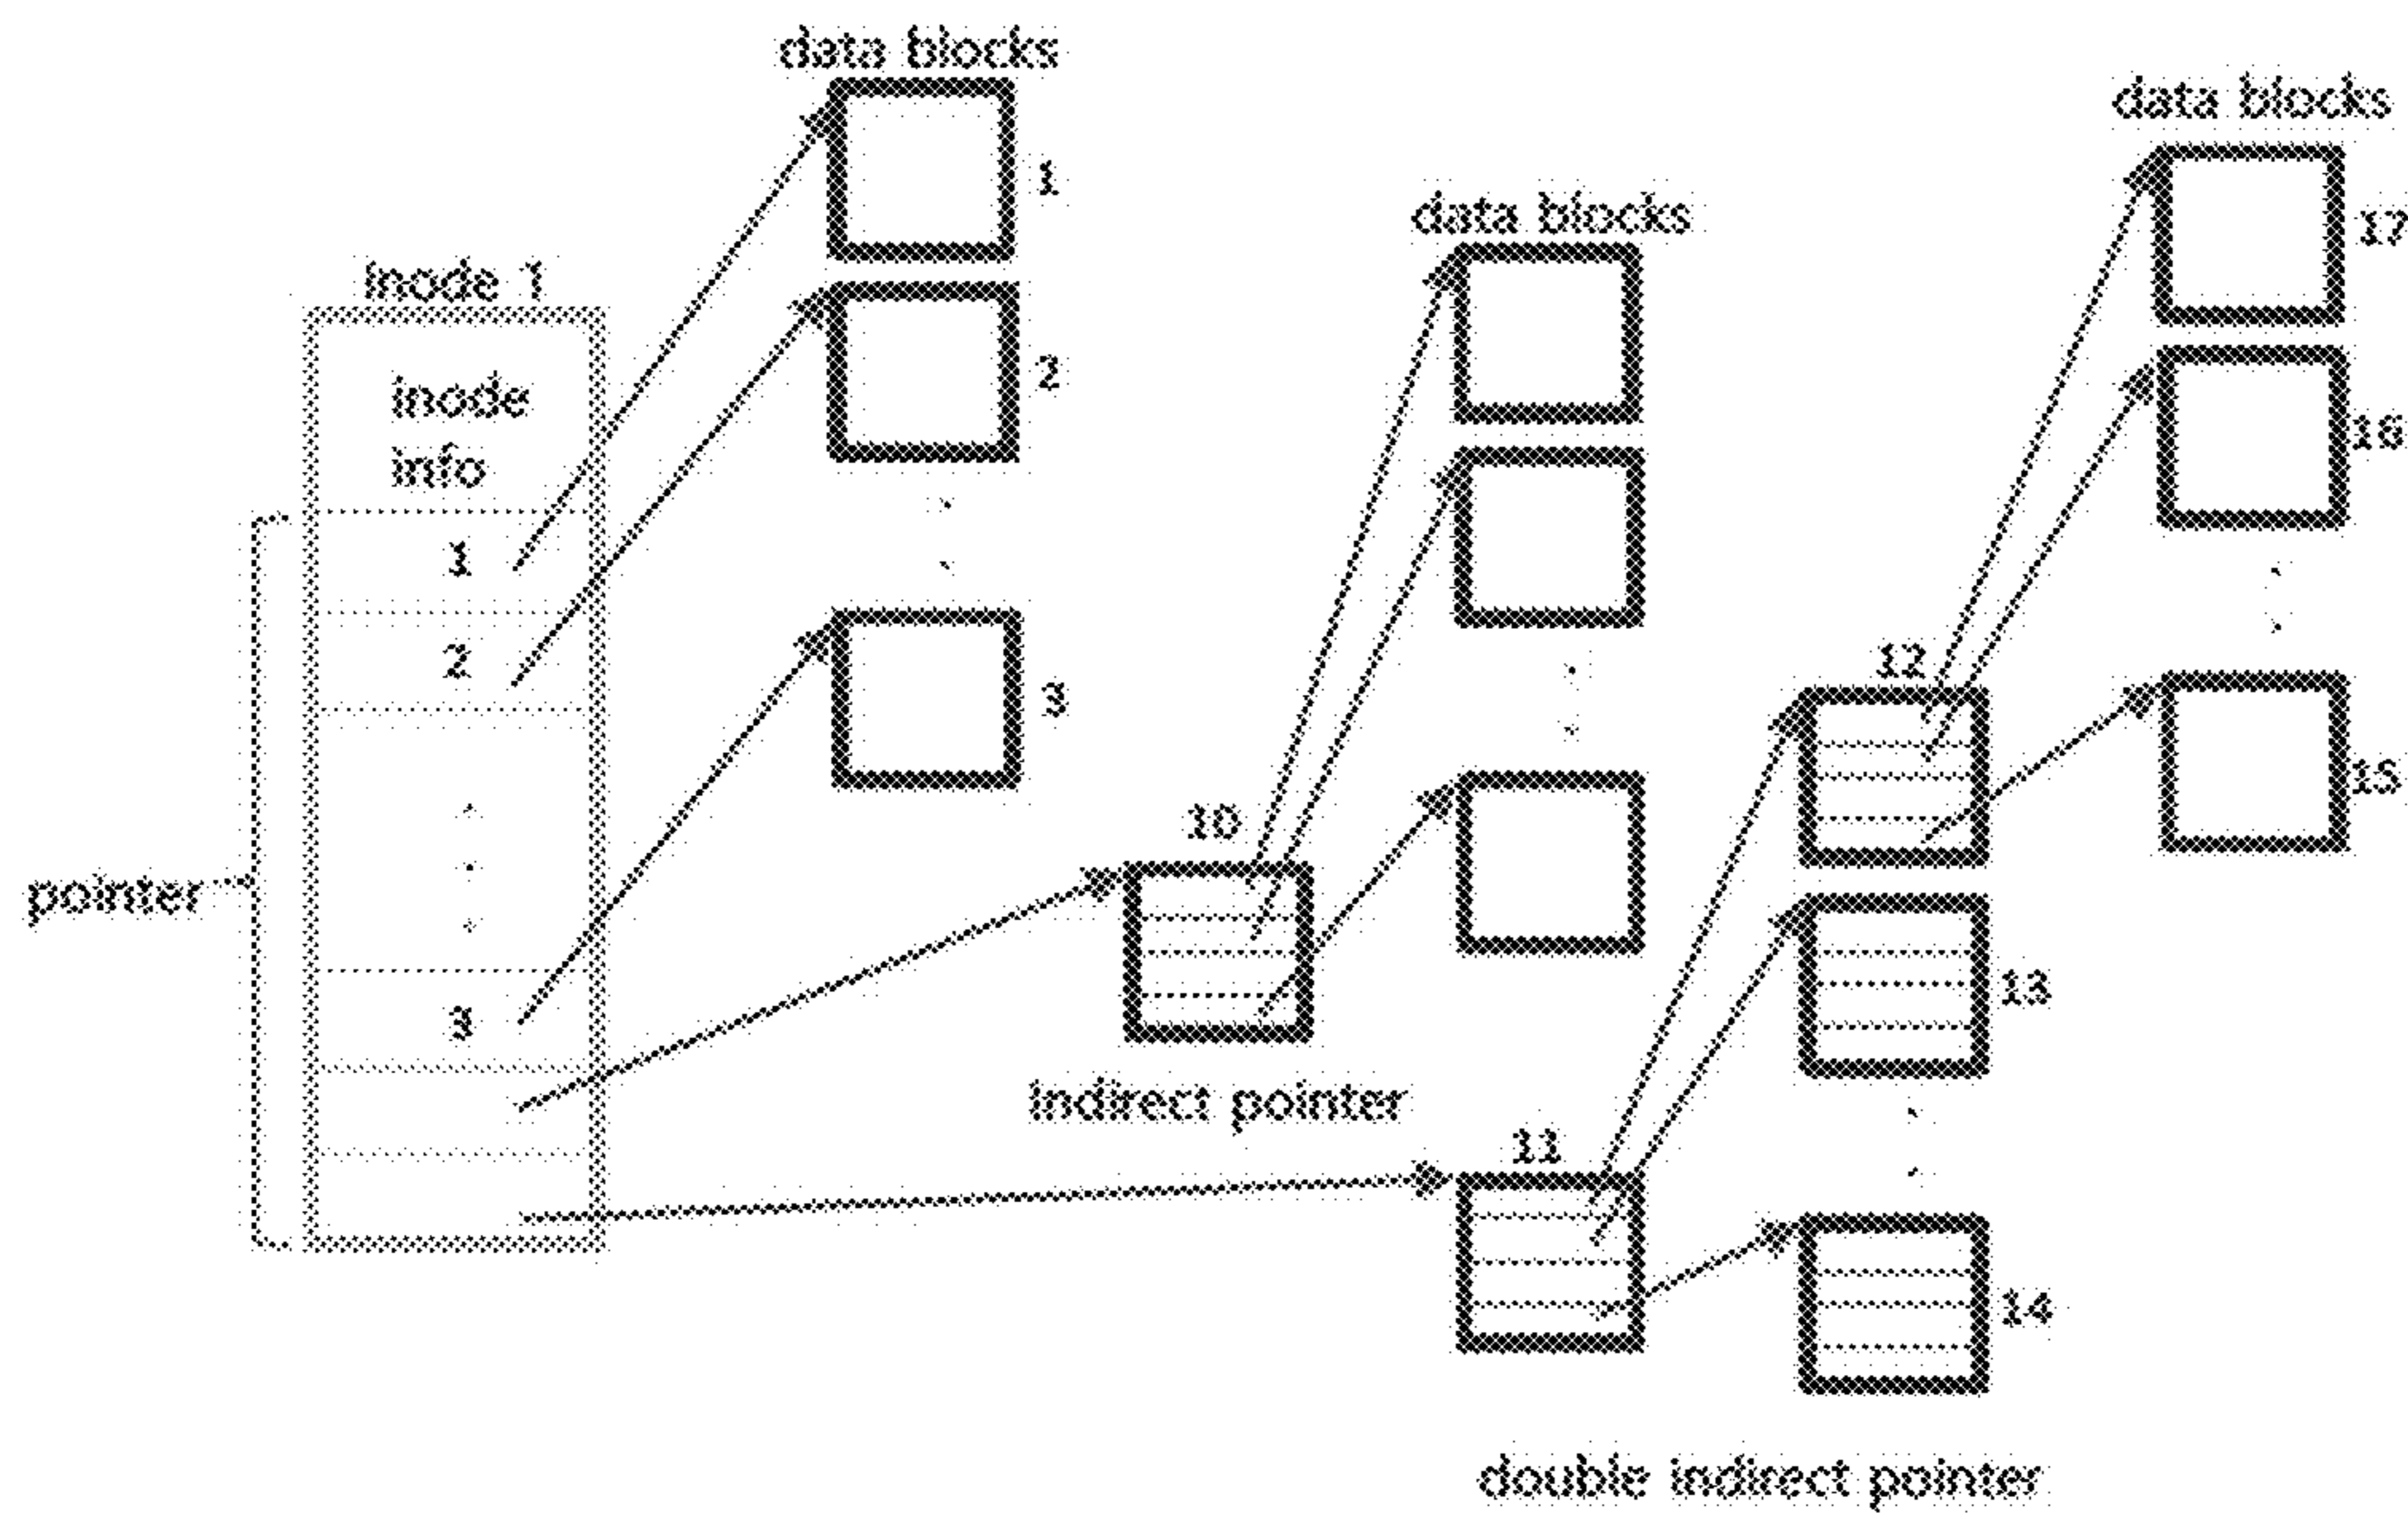 data blocks
1
2
3
inode 1
inode
info
1
2
3
pointer
data blocks
10
indirect pointer
data blocks
17
16
15
12
13
14
11
double indirect pointer